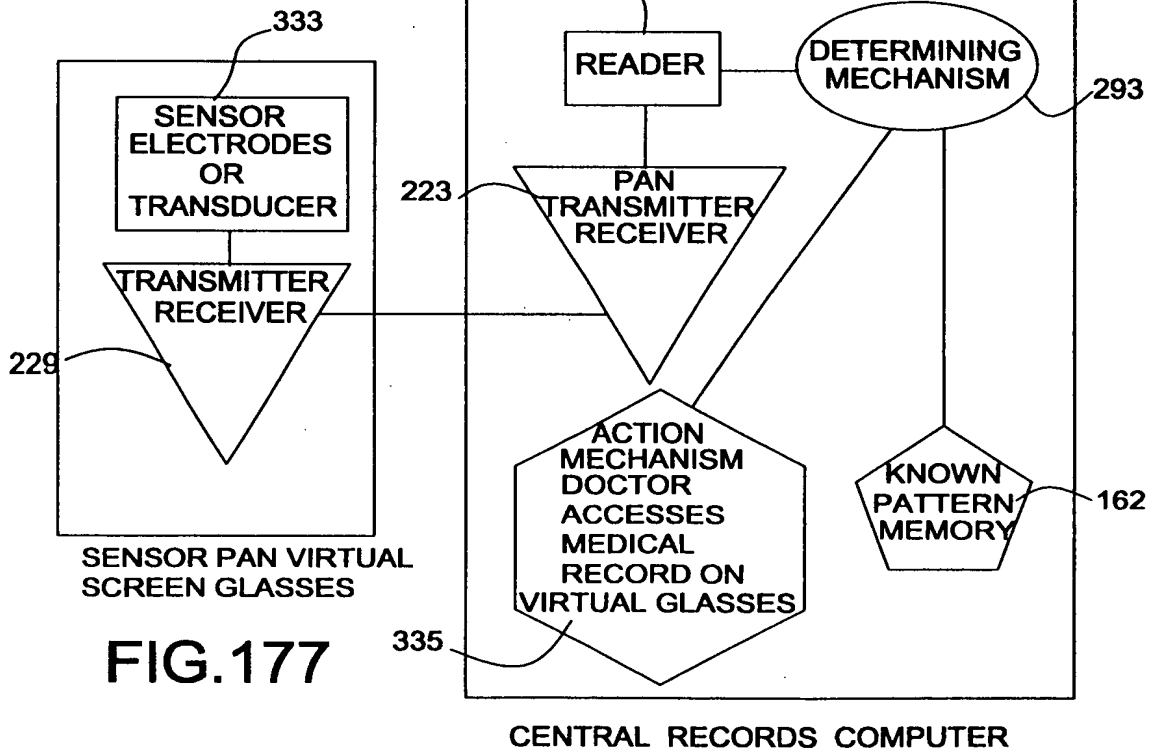 333
SENSOR
ELECTRODES
OR
TRANSDUCER
TRANSMITTER
RECEIVER
229
SENSOR PAN VIRTUAL
SCREEN GLASSES
FIG.177
READER
DETERMINING
MECHANISM
293
223
PAN
TRANSMITTER
RECEIVER
ACTION
MECHANISM
DOCTOR
ACCESSES
MEDICAL
RECORD ON
VIRTUAL GLASSES
335
KNOWN
PATTERN
MEMORY
162
CENTRAL RECORDS COMPUTER